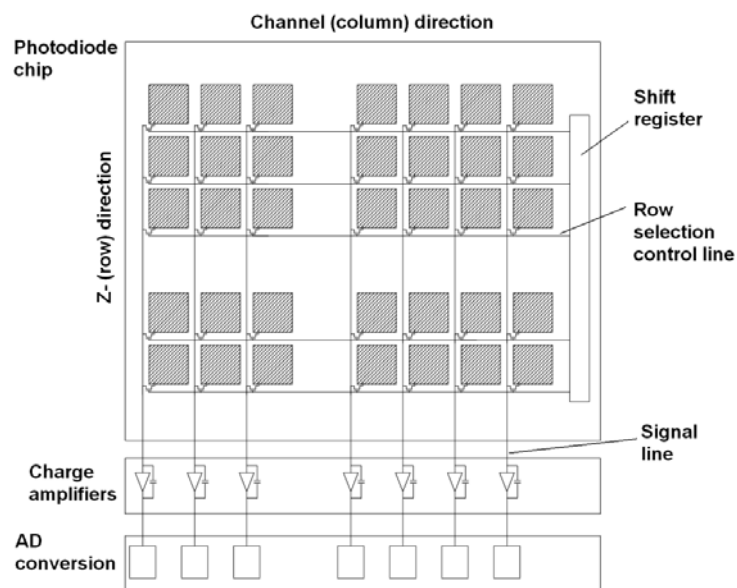 Channel (column) direction
Photodiode
chip
Shift
register
Z- (row) direction
Row
selection
control line
Signal
line
Charge
amplifiers
AD
conversion